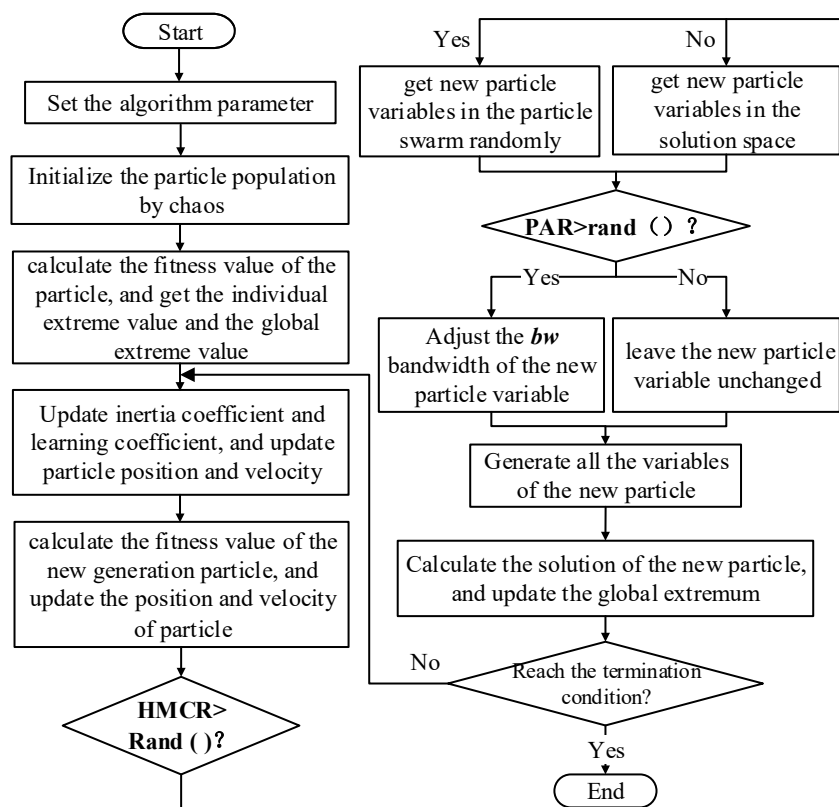 Start
Set the algorithm parameter
Initialize the particle population
by chaos
calculate the fitness value of the
particle, and get the individual
extreme value and the global
extreme value
Update inertia coefficient and
learning coefficient, and update
particle position and velocity
calculate the fitness value of the
new generation particle, and
update the position and velocity
of particle
HMCR>
Rand ( )？
Yes
No
get new particle
variables in the particle
swarm randomly
get new particle
variables in the
solution space
PAR>rand（）？
Yes
No
Adjust the bw
bandwidth of the new
particle variable
leave the new particle
variable unchanged
Generate all the variables
of the new particle
Calculate the solution of the new particle,
and update the global extremum
No
Reach the termination
condition?
Yes
End